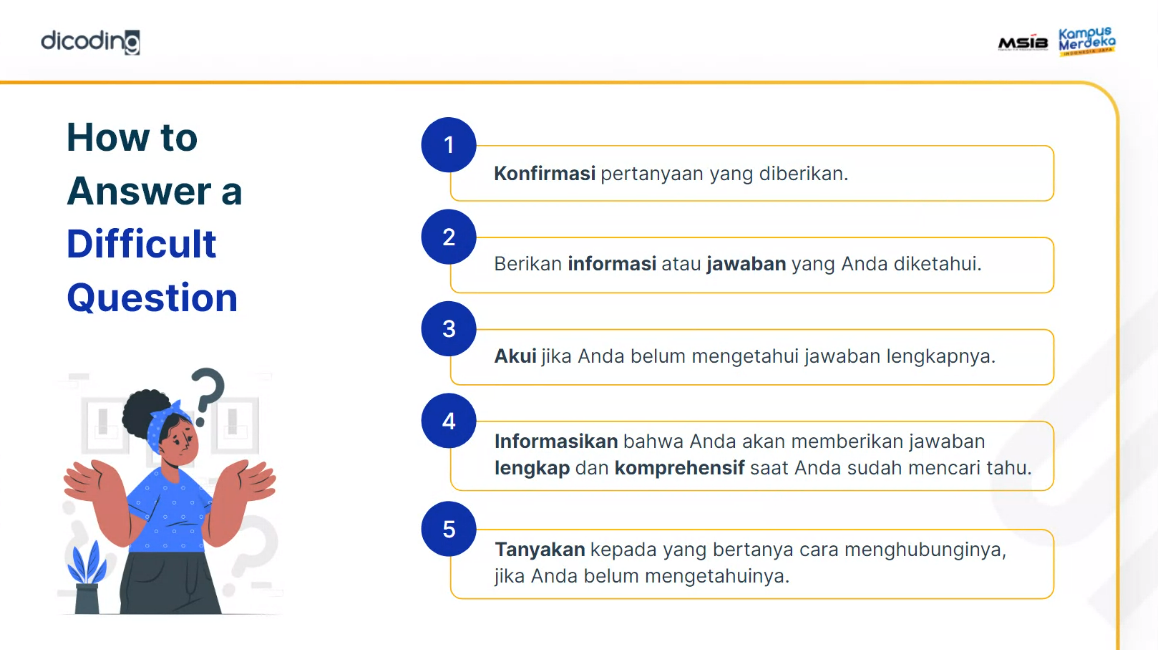 dicoding
MSIB
Kampus
Merdeka
INDONESIA JAYA
How to
Answer a
Difficult
Question
1
Konfirmasi pertanyaan yang diberikan.
2
Berikan informasi atau jawaban yang Anda diketahui.
3
Akui jika Anda belum mengetahui jawaban lengkapnya.
4
Informasikan bahwa Anda akan memberikan jawaban
lengkap dan komprehensif saat Anda sudah mencari tahu.
5
Tanyakan kepada yang bertanya cara menghubunginya,
jika Anda belum mengetahuinya.